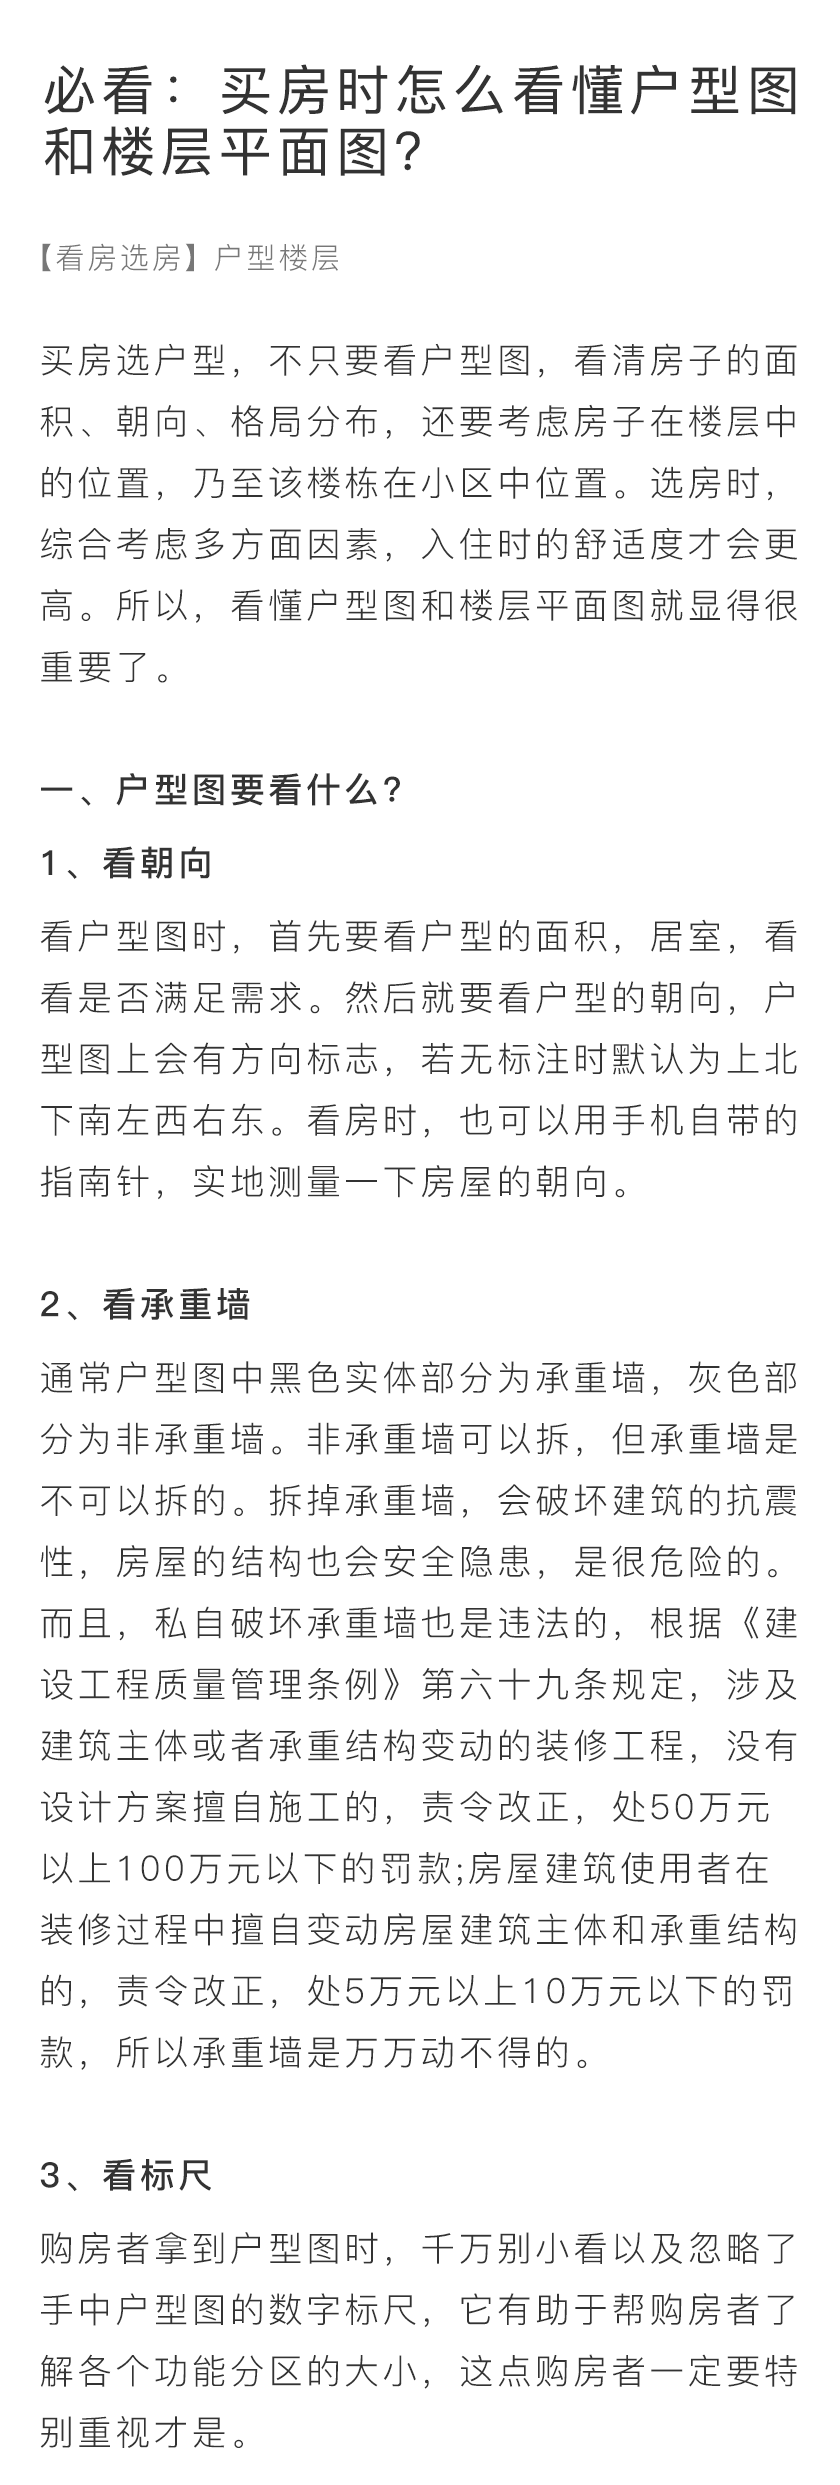 必看：买房时怎么看懂户型图
和楼层平面图？
【看房选房】户型楼层
买房选户型，不只要看户型图，看清房子的面
积、朝向、格局分布，还要考虑房子在楼层中
的位置，乃至该楼栋在小区中位置。选房时，
综合考虑多方面因素，入住时的舒适度才会更
高。所以，看懂户型图和楼层平面图就显得很
重要了。
一、户型图要看什么？
1、看朝向
看户型图时，首先要看户型的面积，居室，看
看是否满足需求。然后就要看户型的朝向，户
型图上会有方向标志，若无标注时默认为上北
下南左西右东。看房时，也可以用手机自带的
指南针，实地测量一下房屋的朝向。
2、看承重墙
通常户型图中黑色实体部分为承重墙，灰色部
分为非承重墙。非承重墙可以拆，但承重墙是
不可以拆的。拆掉承重墙，会破坏建筑的抗震
性，房屋的结构也会安全隐患，是很危险的。
而且，私自破坏承重墙也是违法的，根据《建
设工程质量管理条例》第六十九条规定，涉及
建筑主体或者承重结构变动的装修工程，没有
设计方案擅自施工的，责令改正，处50万元
以上100万元以下的罚款;房屋建筑使用者在
装修过程中擅自变动房屋建筑主体和承重结构
的，责令改正，处5万元以上10万元以下的罚
款，所以承重墙是万万动不得的。
3、看标尺
购房者拿到户型图时，千万别小看以及忽略了
手中户型图的数字标尺，它有助于帮购房者了
解各个功能分区的大小，这点购房者一定要特
别重视才是。